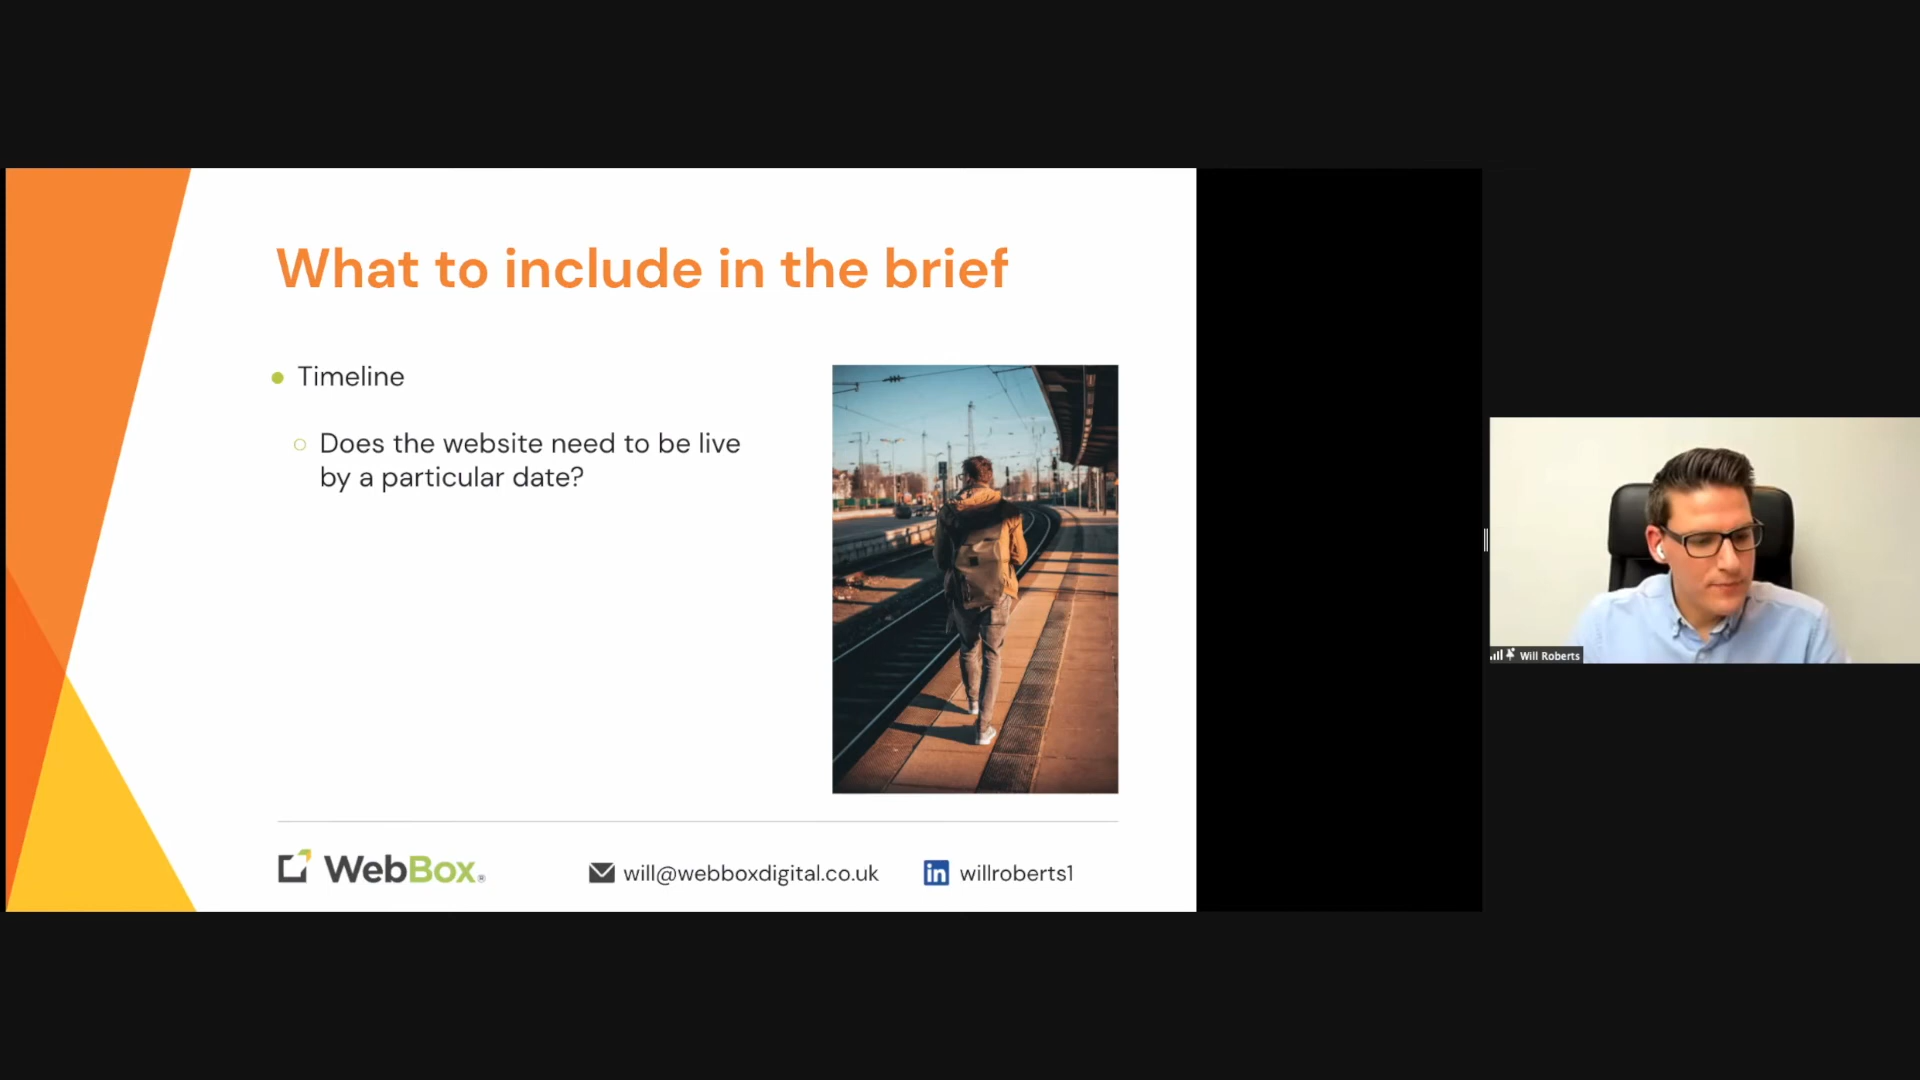 What to include in the brief
Timeline
Does the website need to be live
by a particular date?
WebBox®
will@webboxdigital.co.uk
in willroberts1
Will Roberts